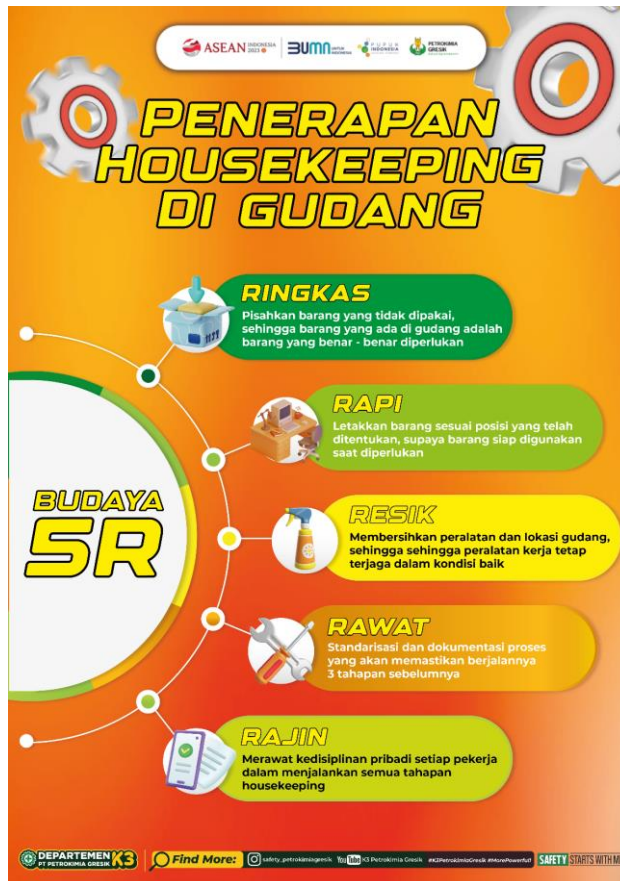 ASEAN INDONESIA 2023
BUMN UNTUK INDONESIA
PUPUK INDONESIA
PETROKIMIA GRESIK
PENERAPAN
HOUSEKEEPING
DI GUDANG
RINGKAS
Pisahkan barang yang tidak dipakai,
sehingga barang yang ada di gudang adalah
barang yang benar - benar diperlukan
RAPI
Letakkan barang sesuai posisi yang telah
ditentukan, supaya barang siap digunakan
saat diperlukan
BUDAYA
5R
RESIK
Membersihkan peralatan dan lokasi gudang,
sehingga sehingga peralatan kerja tetap
terjaga dalam kondisi baik
RAWAT
Standarisasi dan dokumentasi proses
yang akan memastikan berjalannya
3 tahapan sebelumnya
RAJIN
Merawat kedisiplinan pribadi setiap pekerja
dalam menjalankan semua tahapan
housekeeping
DEPARTEMEN K3
PT PETROKIMIA GRESIK
Find More:
safety_petrokimiagresik
YouTube K3 Petrokimia Gresik
#K3PetrokimiaGresik #MorePowerful!
SAFETY STARTS WITH M